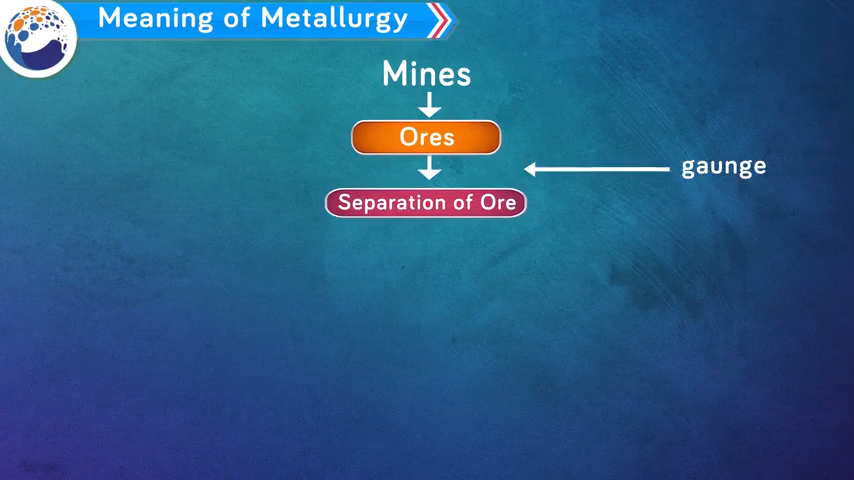 Meaning of Metallurgy
Mines
Ores
gaunge
Separation of Ore